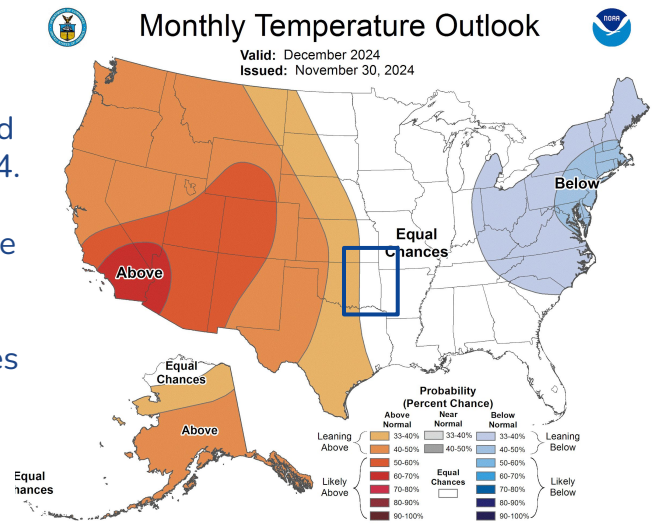 Monthly Temperature Outlook
Valid: December 2024
Issued: November 30, 2024
NOAA
4.
Above
Equal
Chances
Below
Equal
Chances
Above
Equal
Probability
(Percent Chance)
Above
Normal
Near
Normal
Below
Normal
Leaning
Above
33-40%
40-50%
Likely
Above
50-60%
60-70%
70-80%
80-90%
90-100%
33-40%
40-50%
Equal
Chances
33-40%
40-50%
Leaning
Below
50-60%
60-70%
70-80%
80-90%
90-100%
Likely
Below